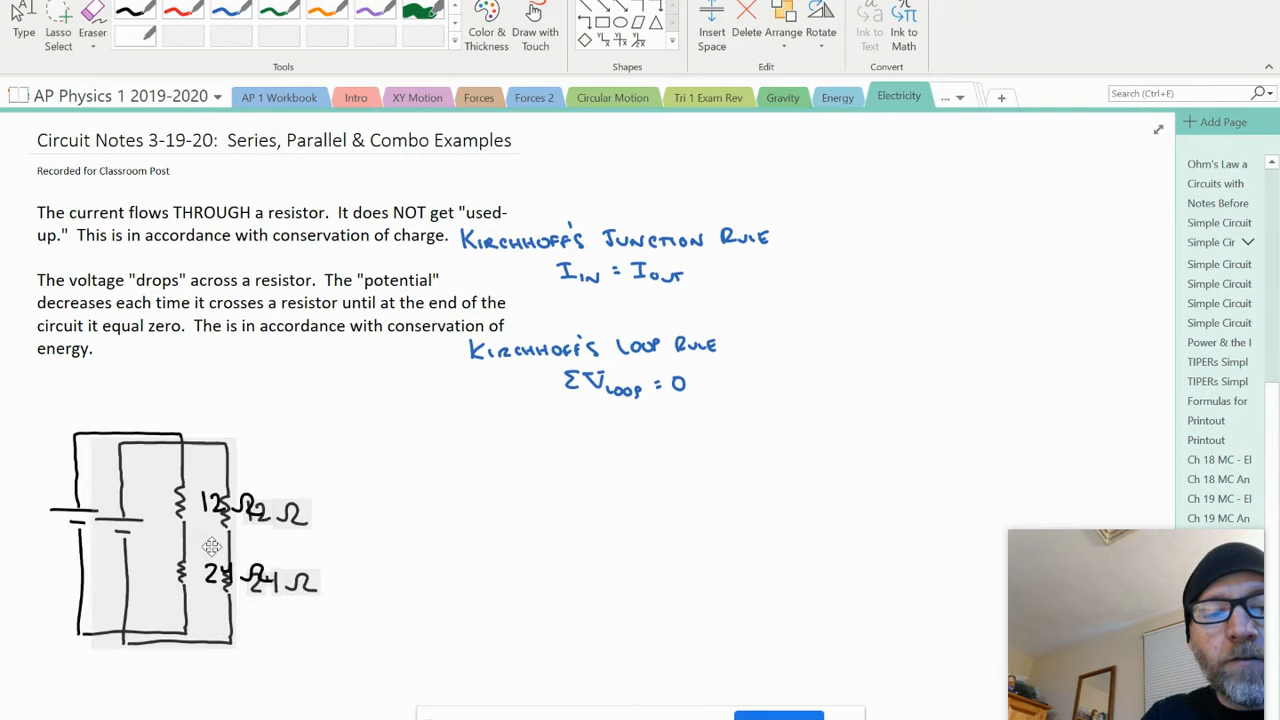 Type
Lasso
Select
Eraser
Color &
Thickness
Draw with
Touch
Insert
Space
Delete
Arrange
Rotate
Ink to
Text
Ink to
Math
Tools
Shapes
Edit
Convert
AP Physics 1 2019-2020
AP 1 Workbook
Intro
XY Motion
Forces
Forces 2
Circular Motion
Tri 1 Exam Rev
Gravity
Energy
Electricity
...
Search (Ctrl+E)
Add Page
Circuit Notes 3-19-20: Series, Parallel & Combo Examples
Recorded for Classroom Post
The current flows THROUGH a resistor. It does NOT get "used-
up." This is in accordance with conservation of charge.
KIRCHHOFF'S JUNCTION RULE
I IN = I OUT
The voltage "drops" across a resistor. The "potential"
decreases each time it crosses a resistor until at the end of the
circuit it equal zero. The is in accordance with conservation of
energy.
KIRCHHOFF'S LOOP RULE
ΣV LOOP = 0
12 Ω
12 Ω
24 Ω
24 Ω
Ohm's Law a
Circuits with
Notes Before
Simple Circuit
Simple Cir
Simple Circuit
Simple Circuit
Simple Circuit
Simple Circuit
Power & the I
TIPERs Simpl
TIPERs Simpl
Formulas for
Printout
Printout
Ch 18 MC - El
Ch 18 MC An
Ch 19 MC - El
Ch 19 MC An